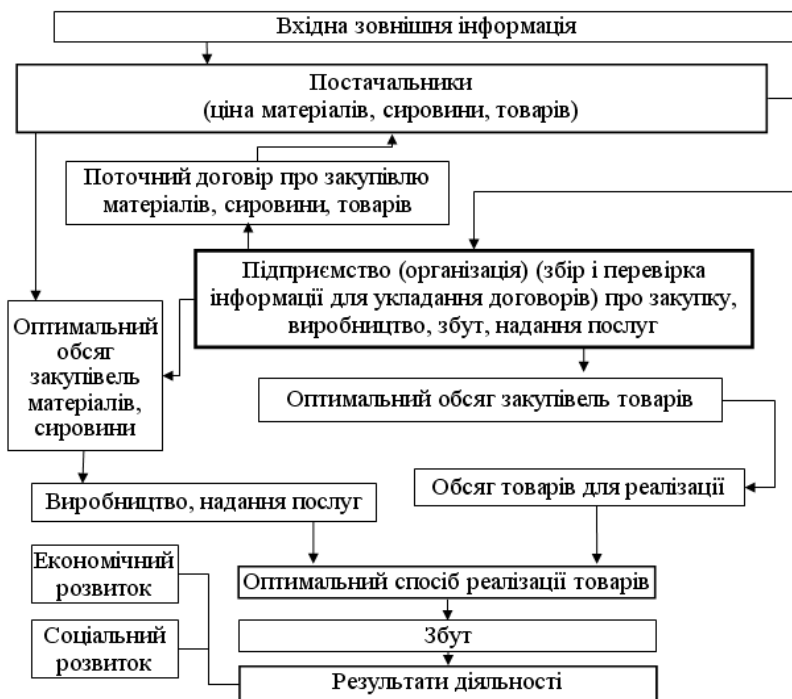 Вхідна зовнішня інформація
Постачальники
(ціна матеріалів, сировини, товарів)
Поточний договір про закупівлю
матеріалів, сировини, товарів
Підприємство (організація) (збір і перевірка
інформації для укладання договорів) про закупку,
виробництво, збут, надання послуг
Оптимальний
обсяг
закупівель
матеріалів,
сировини
Оптимальний обсяг закупівель товарів
Виробництво, надання послуг
Обсяг товарів для реалізації
Економічний
розвиток
Оптимальний спосіб реалізації товарів
Соціальний
розвиток
Збут
Результати діяльності